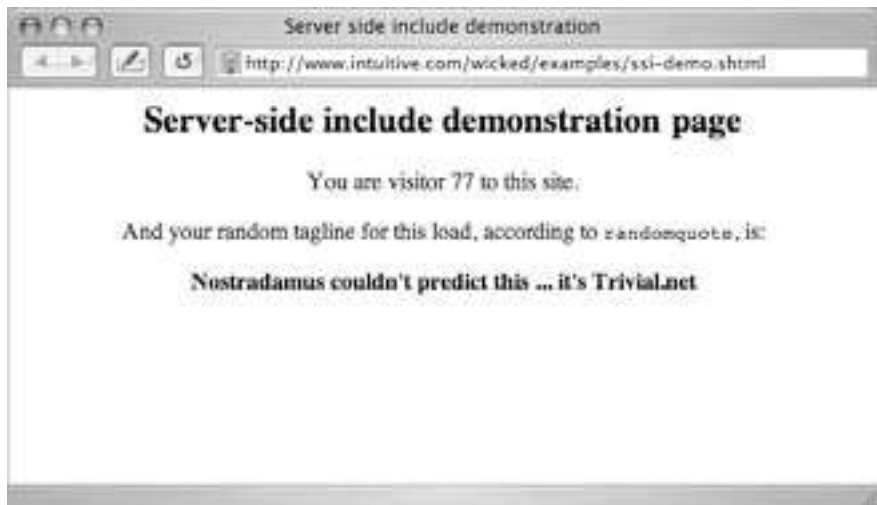 Server side include demonstration
http://www.intuitive.com/wicked/examples/ssi-demo.shtml
Server-side include demonstration page
You are visitor 77 to this site.
And your random tagline for this load, according to randomquote, is:
Nostradamus couldn't predict this ... it's Trivial.net